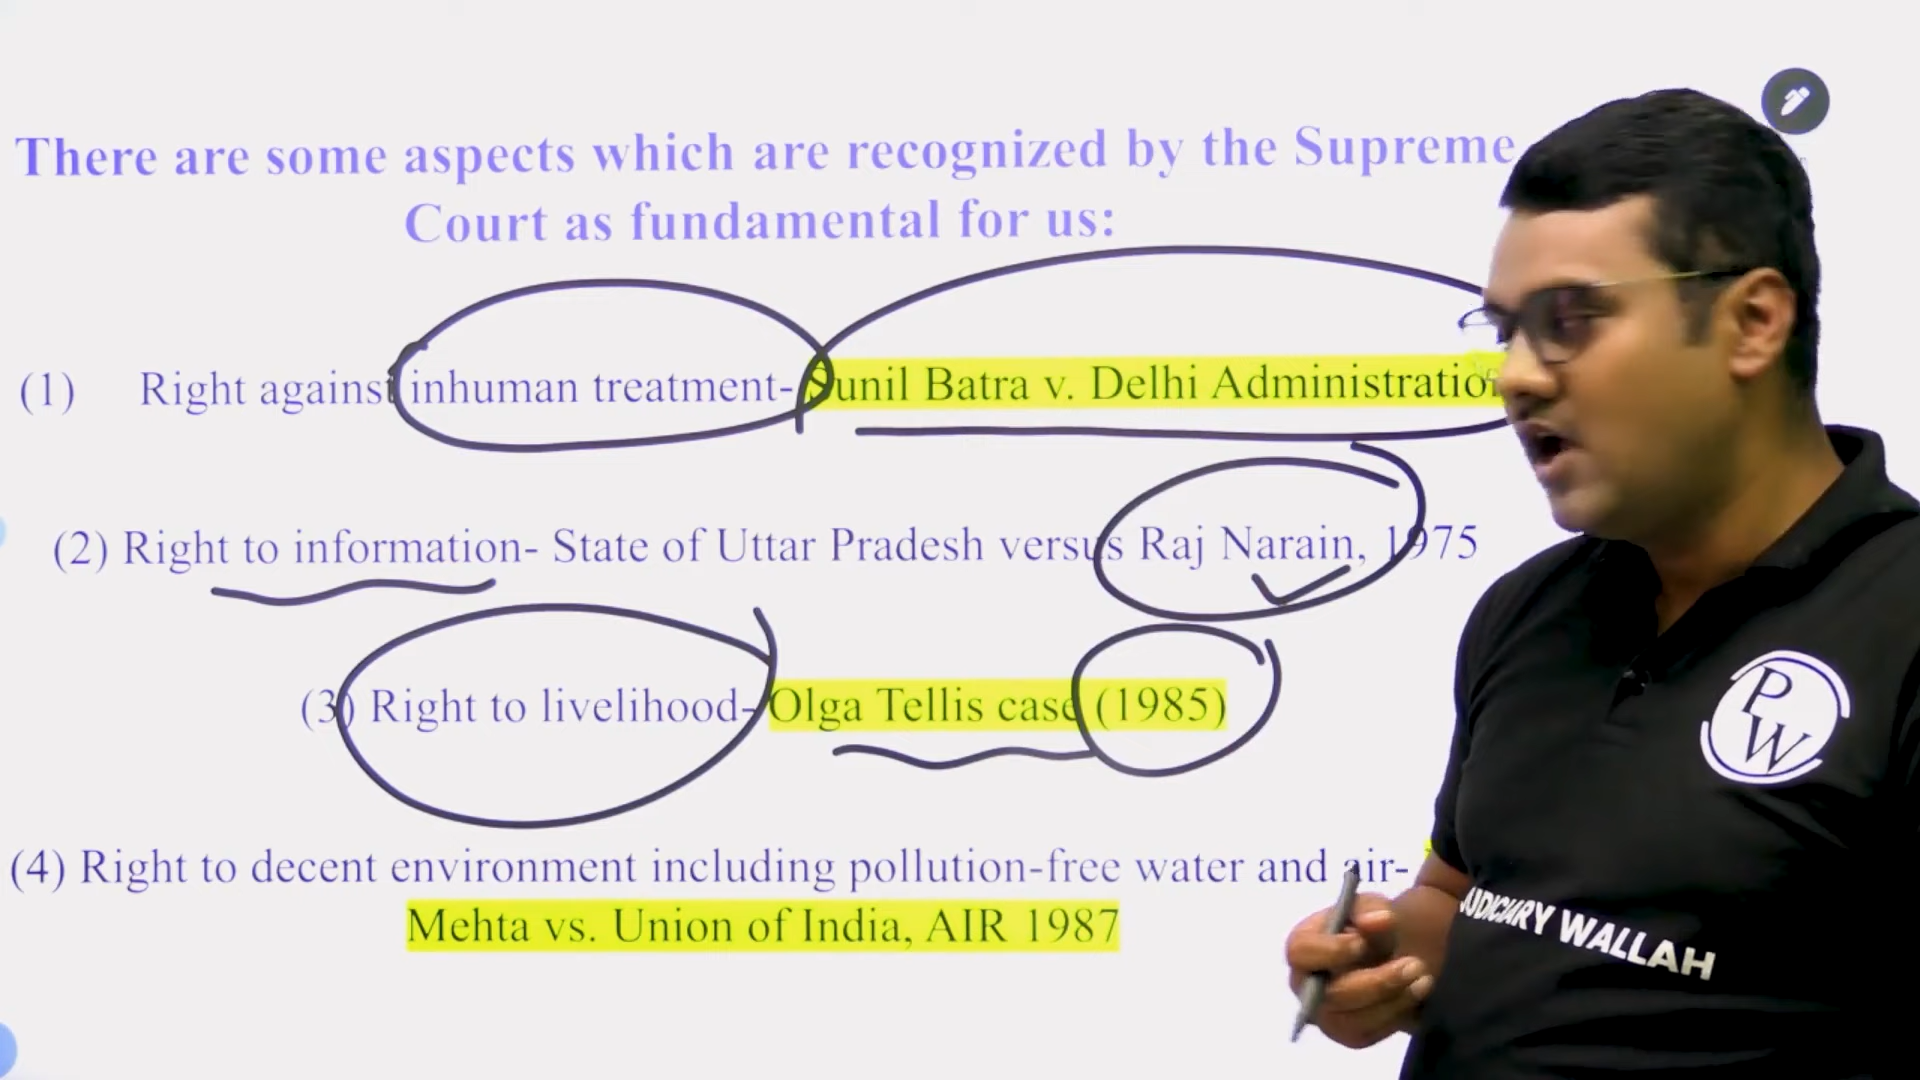 There are some aspects which are recognized by the Supreme
Court as fundamental for us:
(1) Right against inhuman treatment- Sunil Batra v. Delhi Administration
(2) Right to information- State of Uttar Pradesh versus Raj Narain, 1975
(3) Right to livelihood- Olga Tellis case (1985)
(4) Right to decent environment including pollution-free water and air-
Mehta vs. Union of India, AIR 1987
PW
JUDICIARY WALLAH